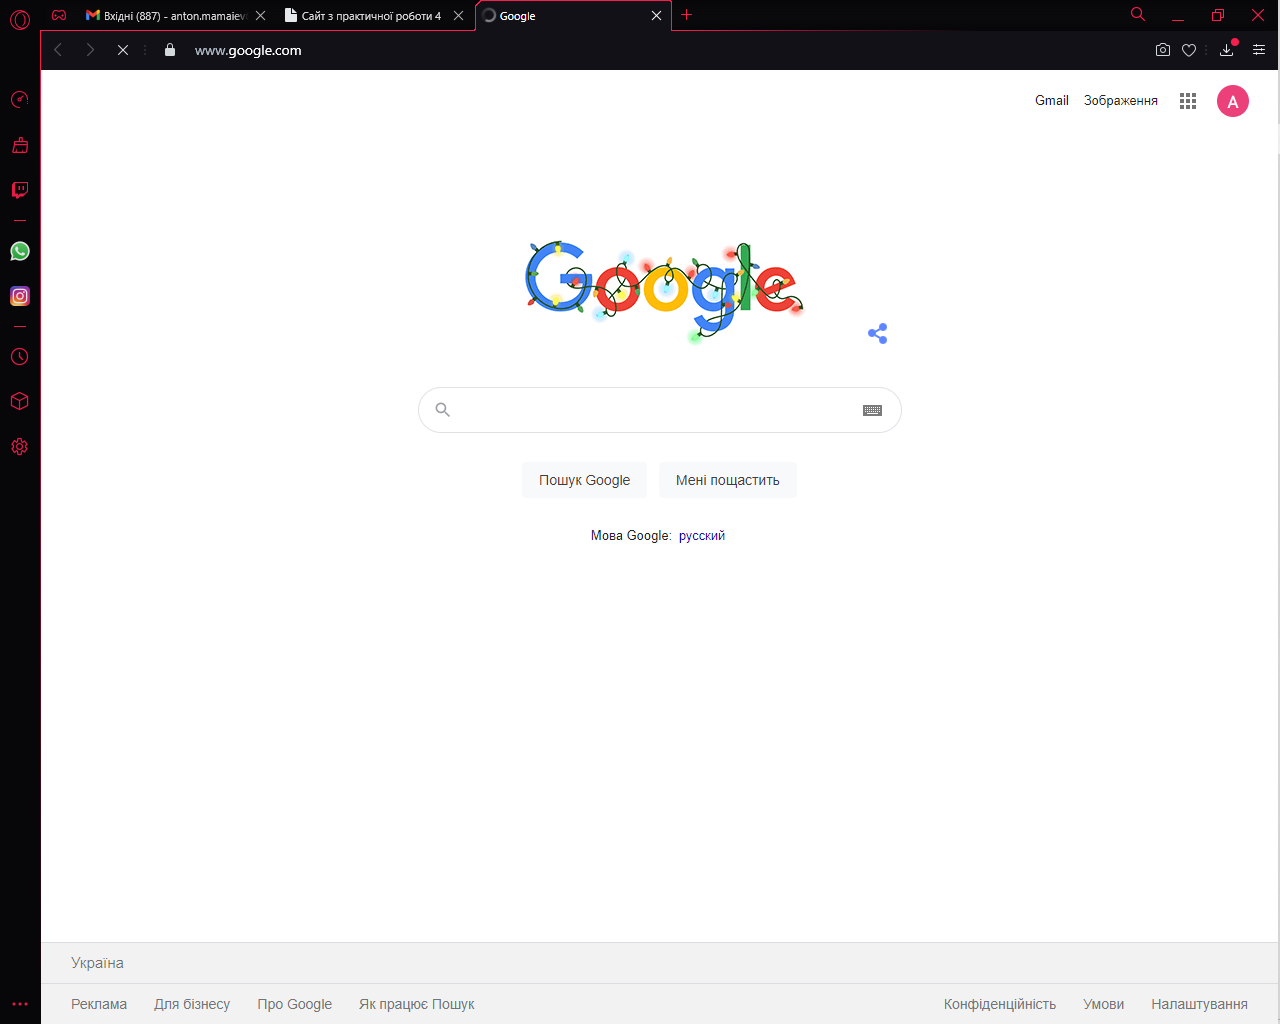 Вхідні (887) - anton.mamaiev
Сайт з практичної роботи 4
Google
www.google.com
Gmail
Зображення
A
Google
Пошук Google
Мені пощастить
Мова Google: русский
Україна
Реклама
Для бізнесу
Про Google
Як працює Пошук
Конфіденційність
Умови
Налаштування